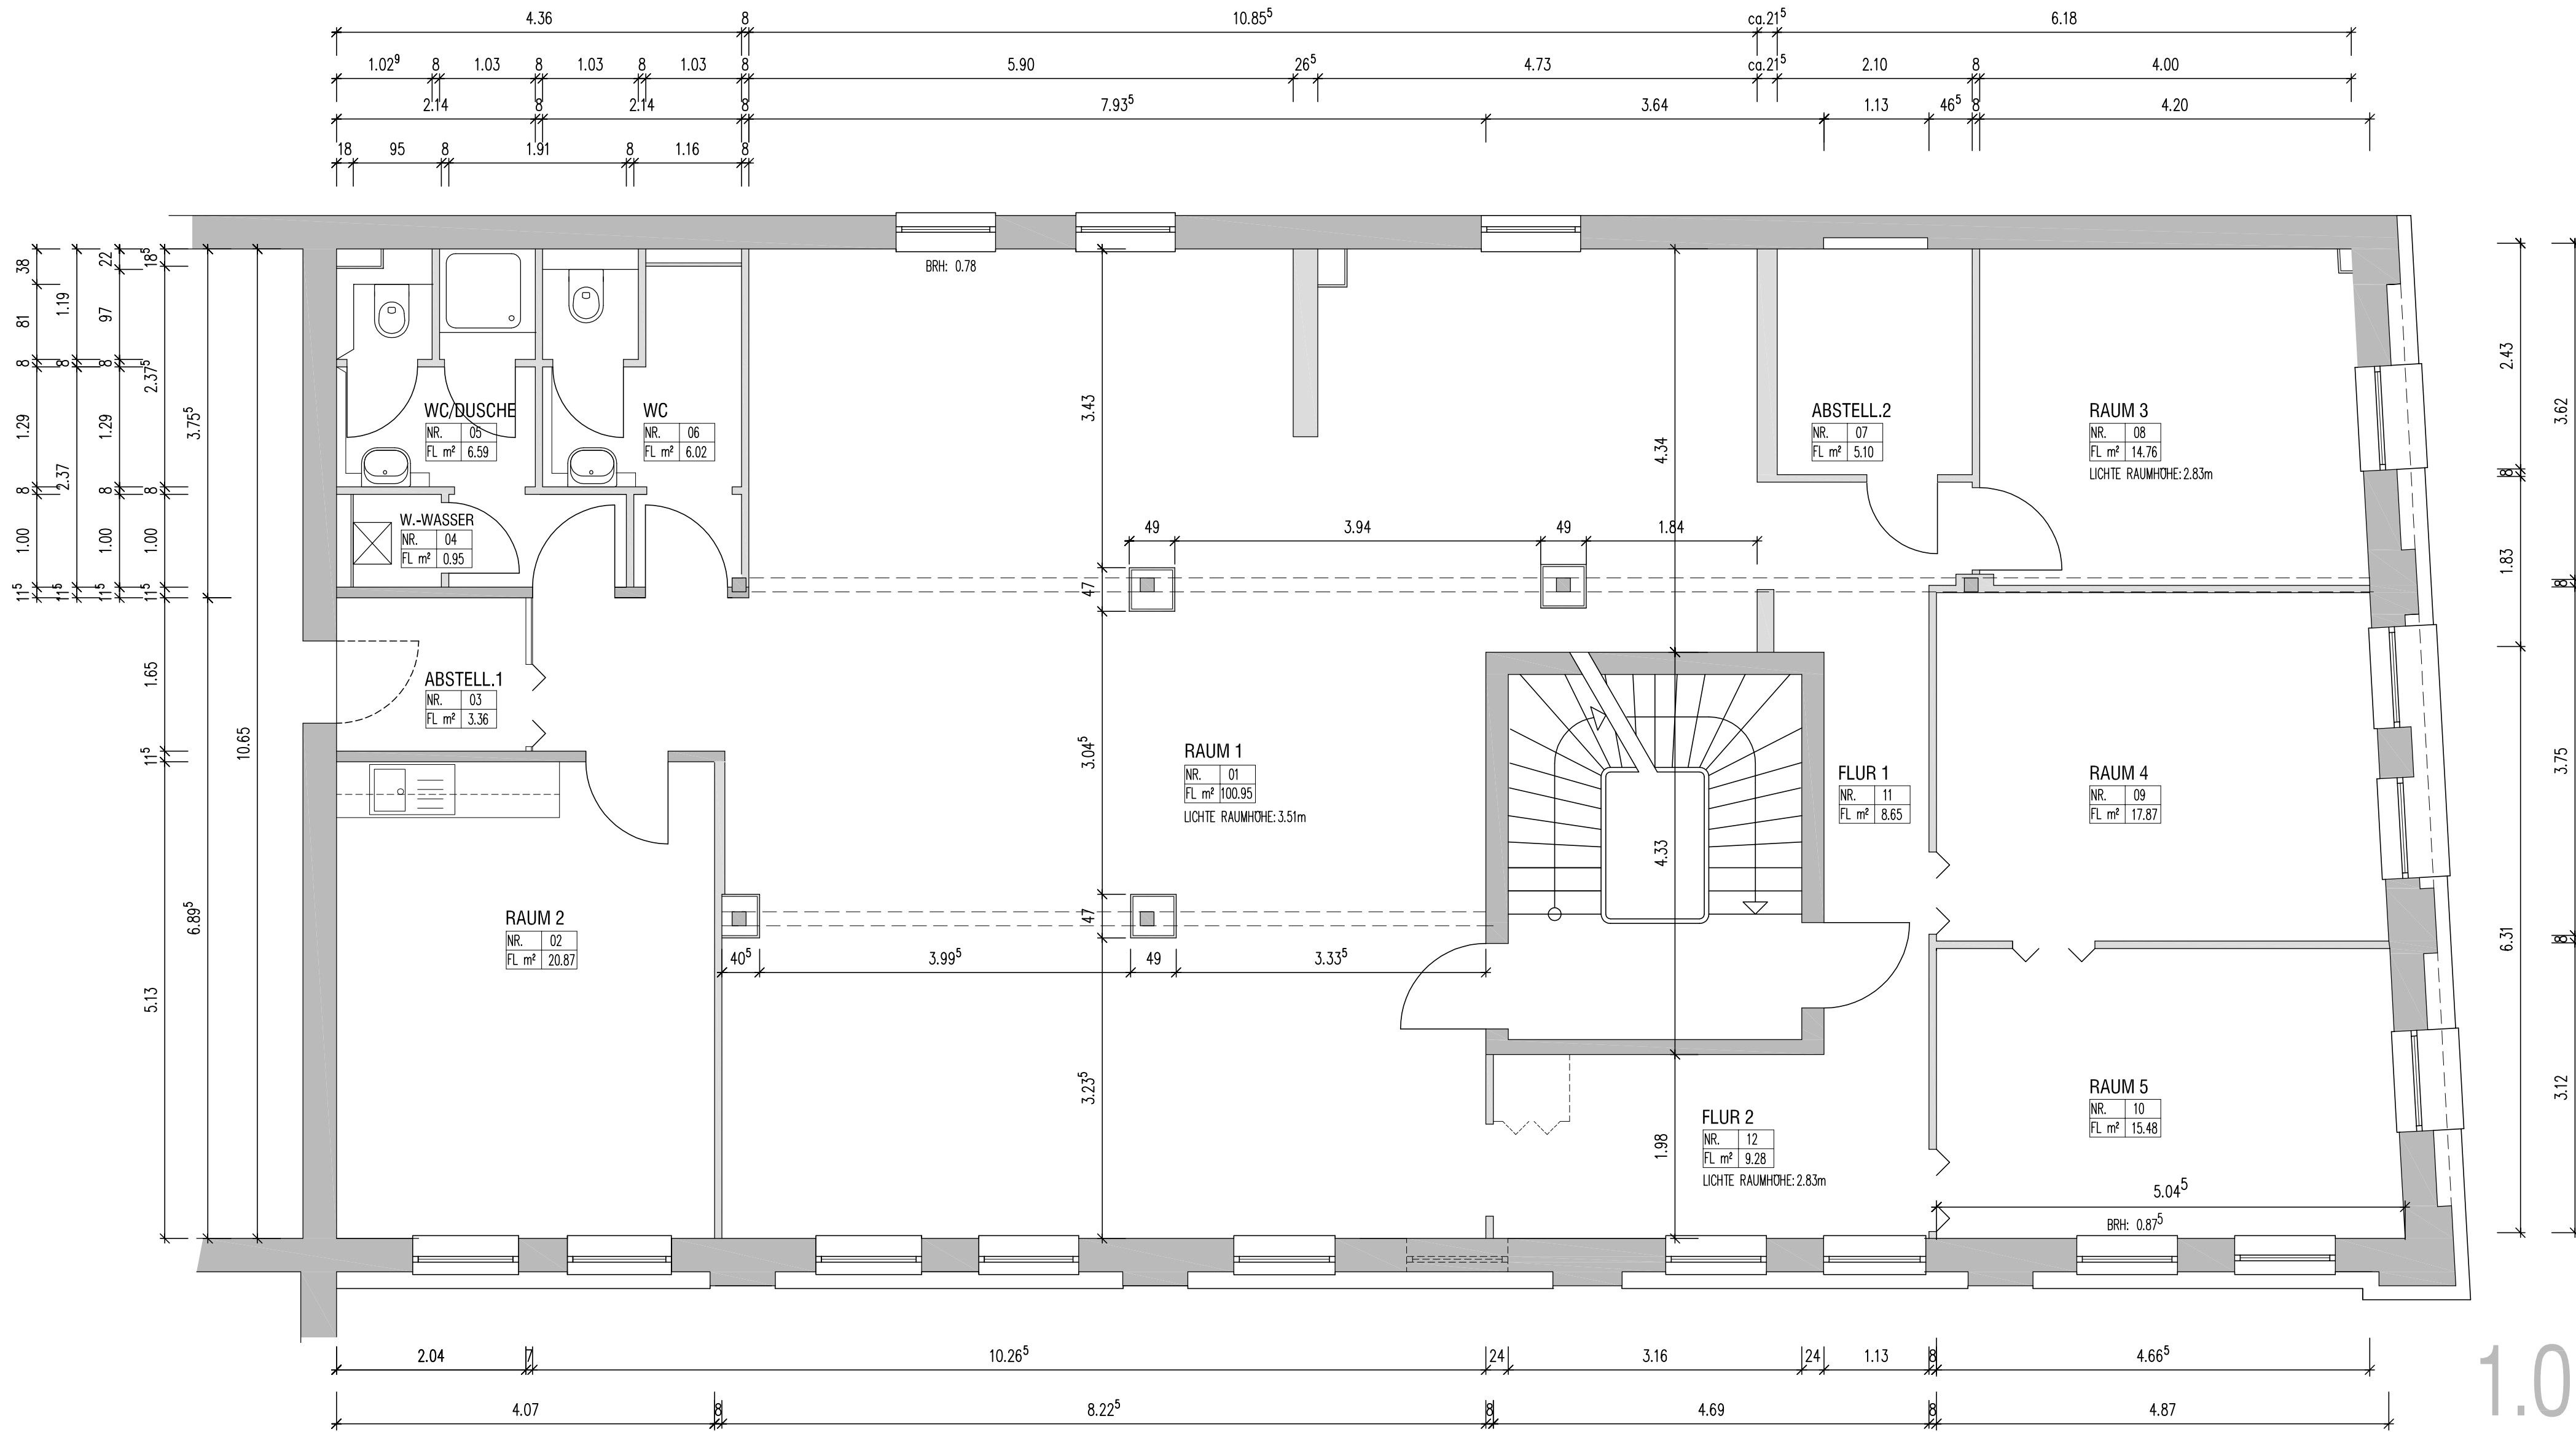 4.36 8 10.85⁵ ca.21⁵ 6.18
1.02⁹ 8 1.03 8 1.03 8 1.03 8 5.90 26⁵ 4.73 ca.21⁵ 2.10 8 4.00
2.14 8 2.14 8 7.93⁵ 3.64 1.13 46⁵ 8 4.20
18 95 8 1.91 8 1.16 8
38 81 8 1.29 8 1.00 11⁵
1.19 8 2.37 11⁵
22 97 8 1.29 8 1.00 11⁵
18⁵ 2.37⁵ 8 1.00 11⁵ 1.65 11⁵ 5.13
3.75⁵ 6.89⁵
10.65
BRH: 0.78
WC/DUSCHE
NR. 05
FL m² 6.59
WC
NR. 06
FL m² 6.02
3.43
47
3.04⁵
47
3.23⁵
4.34
4.33
1.98
ABSTELL.2
NR. 07
FL m² 5.10
RAUM 3
NR. 08
FL m² 14.76
LICHTE RAUMHÖHE: 2.83m
W.-WASSER
NR. 04
FL m² 0.95
49 3.94 49 1.84
ABSTELL.1
NR. 03
FL m² 3.36
RAUM 1
NR. 01
FL m² 100.95
LICHTE RAUMHÖHE: 3.51m
FLUR 1
NR. 11
FL m² 8.65
RAUM 4
NR. 09
FL m² 17.87
RAUM 2
NR. 02
FL m² 20.87
40⁵ 3.99⁵ 49 3.33⁵
FLUR 2
NR. 12
FL m² 9.28
LICHTE RAUMHÖHE: 2.83m
RAUM 5
NR. 10
FL m² 15.48
5.04⁵
BRH: 0.87⁵
2.43 8 1.83 6.31
3.62 8 3.75 8 3.12
2.04 7 10.26⁵ 24 3.16 24 1.13 8 4.66⁵
4.07 8 8.22⁵ 8 4.69 8 4.87
1.0